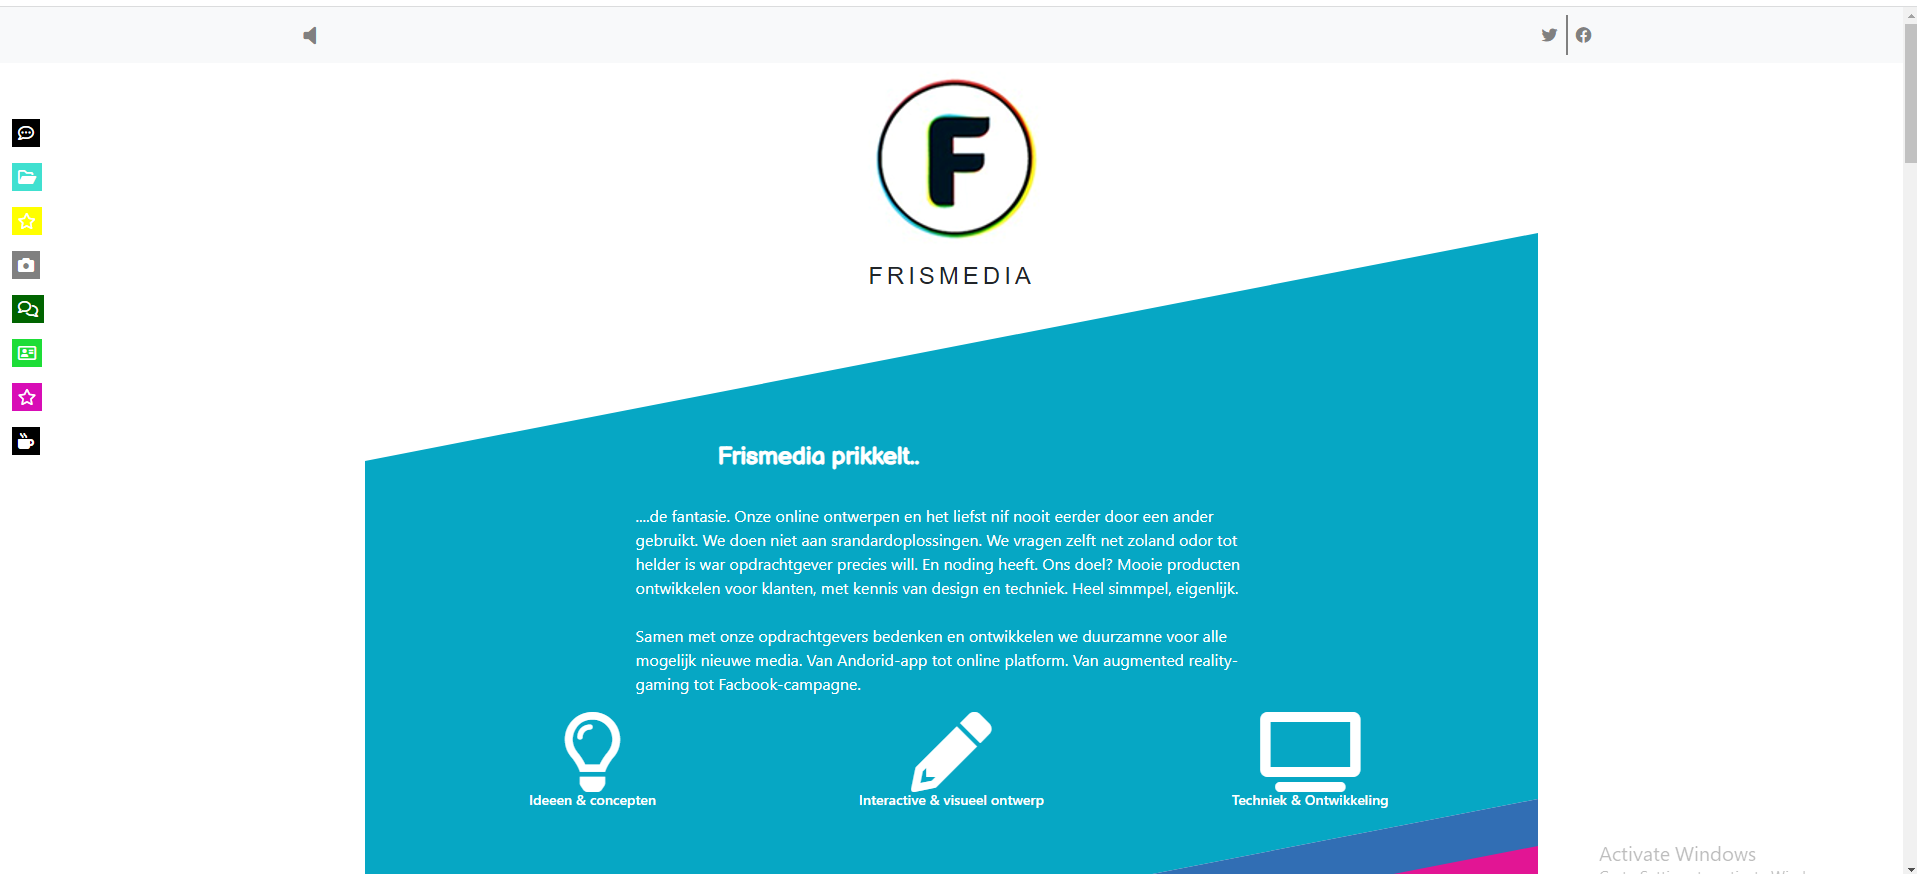 F
FRISMEDIA
Frismedia prikkelt..
....de fantasie. Onze online ontwerpen en het liefst nif nooit eerder door een ander
gebruikt. We doen niet aan srandardoplossingen. We vragen zelft net zoland odor tot
helder is war opdrachtgever precies will. En noding heeft. Ons doel? Mooie producten
ontwikkelen voor klanten, met kennis van design en techniek. Heel simmpel, eigenlijk.
Samen met onze opdrachtgevers bedenken en ontwikkelen we duurzamne voor alle
mogelijk nieuwe media. Van Andorid-app tot online platform. Van augmented reality-
gaming tot Facbook-campagne.
Ideeen & concepten
Interactive & visueel ontwerp
Techniek & Ontwikkeling
Activate Windows